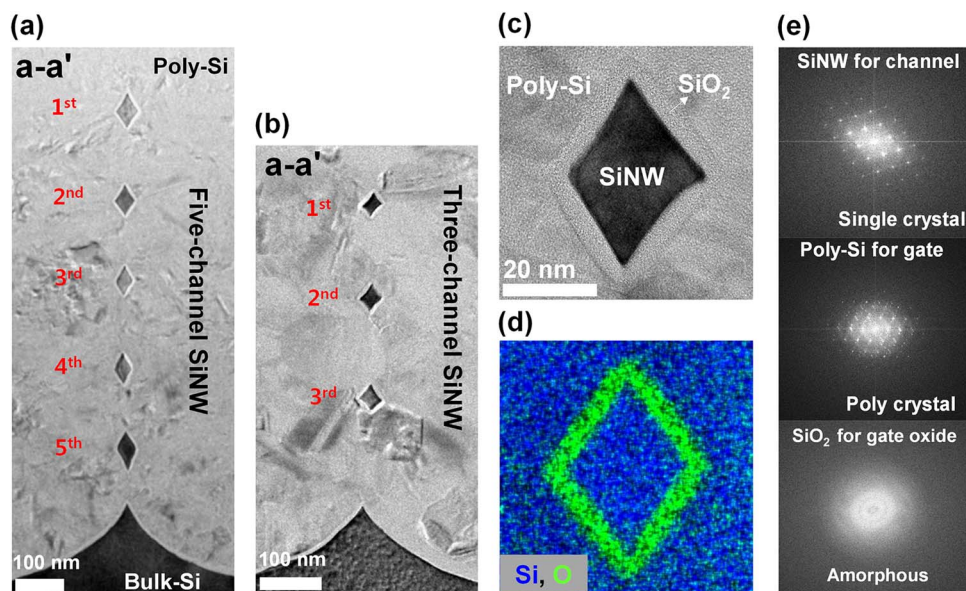 (a)
a-a'
Poly-Si
1st
2nd
3rd
4th
5th
Five-channel SiNW
100 nm
Bulk-Si
(b)
a-a'
1st
2nd
3rd
Three-channel SiNW
100 nm
(c)
Poly-Si
SiO2
SiNW
20 nm
(d)
Si, O
(e)
SiNW for channel
Single crystal
Poly-Si for gate
Poly crystal
SiO2 for gate oxide
Amorphous